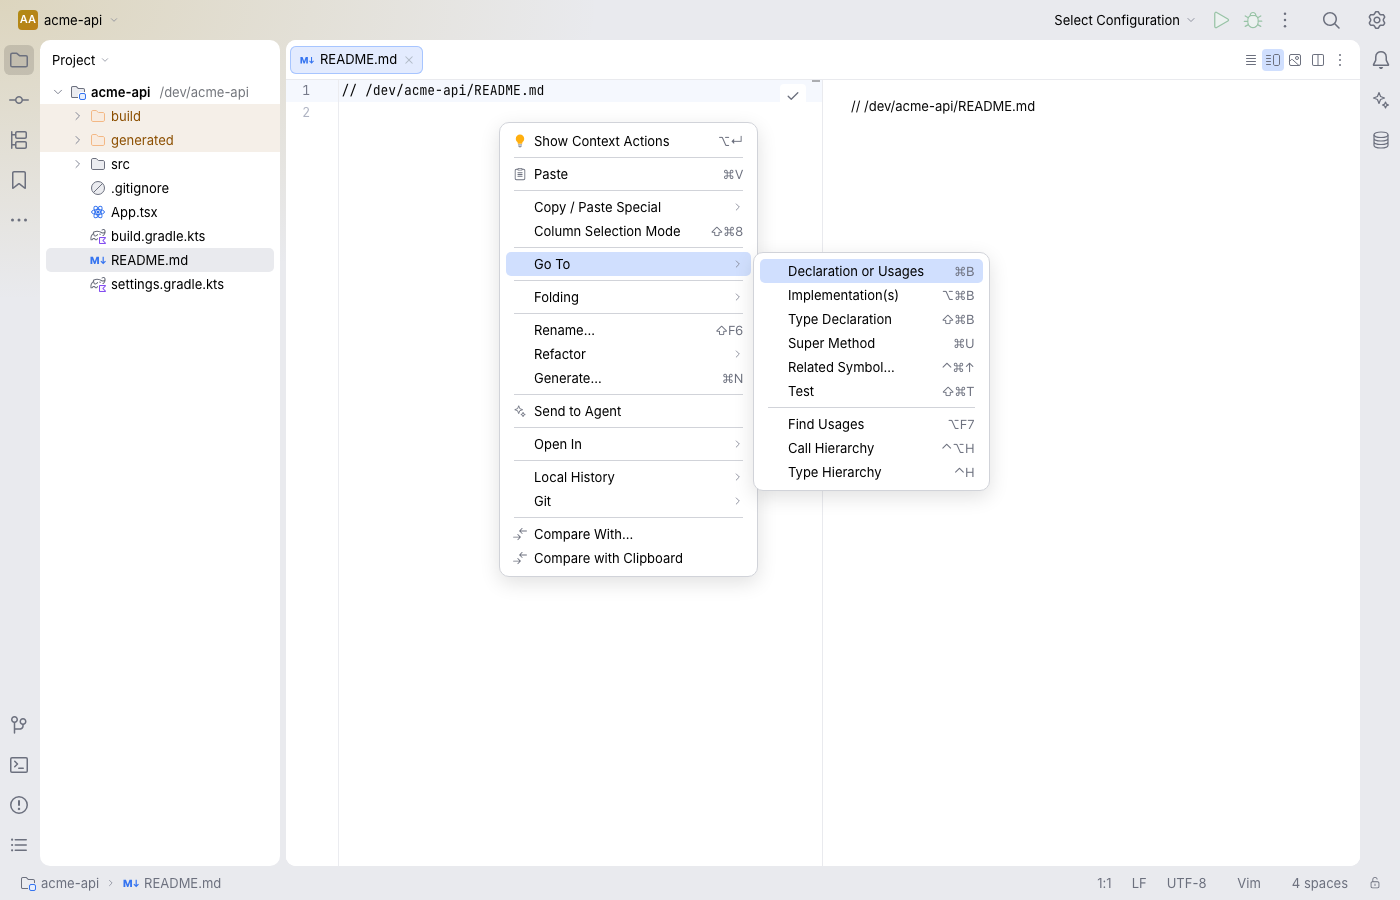 AA acme-api
Select Configuration
Project
README.md
acme-api /dev/acme-api
build
generated
src
.gitignore
App.tsx
build.gradle.kts
README.md
settings.gradle.kts
1 // /dev/acme-api/README.md
2
// /dev/acme-api/README.md
Show Context Actions ⌥↵
Paste ⌘V
Copy / Paste Special
Column Selection Mode ⇧⌘8
Go To
Folding
Rename... ⇧F6
Refactor
Generate... ⌘N
Send to Agent
Open In
Local History
Git
Compare With...
Compare with Clipboard
Declaration or Usages ⌘B
Implementation(s) ⌥⌘B
Type Declaration ⇧⌘B
Super Method ⌘U
Related Symbol... ^⌘↑
Test ⇧⌘T
Find Usages ⌥F7
Call Hierarchy ^⌥H
Type Hierarchy ^H
acme-api README.md
1:1 LF UTF-8 Vim 4 spaces